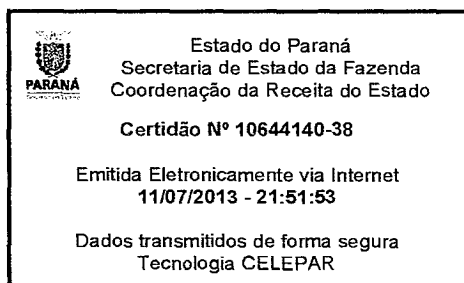 PARANÁ
Estado do Paraná
Secretaria de Estado da Fazenda
Coordenação da Receita do Estado
Certidão Nº 10644140-38
Emitida Eletronicamente via Internet
11/07/2013 - 21:51:53
Dados transmitidos de forma segura
Tecnologia CELEPAR